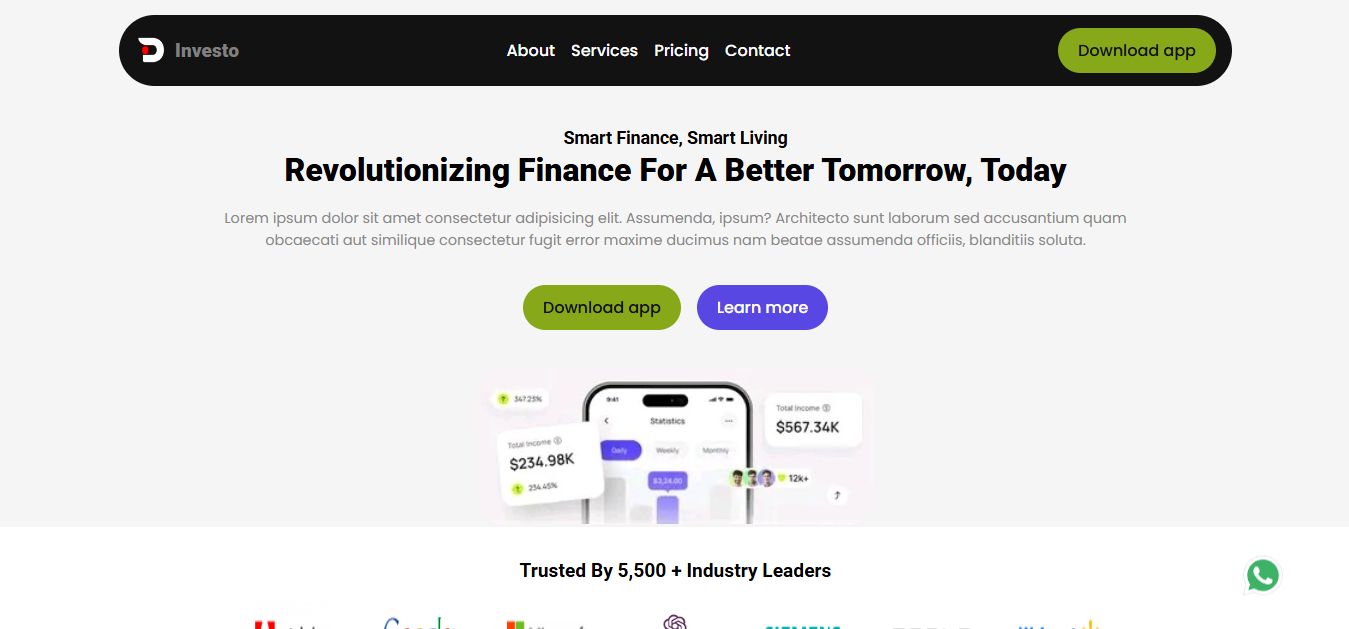 Investo
About Services Pricing Contact
Download app
Smart Finance, Smart Living
Revolutionizing Finance For A Better Tomorrow, Today
Lorem ipsum dolor sit amet consectetur adipisicing elit. Assumenda, ipsum? Architecto sunt laborum sed accusantium quam
obcaecati aut similique consectetur fugit error maxime ducimus nam beatae assumenda officiis, blanditiis soluta.
Download app
Learn more
347.23%
9:41
Statistics
Total Income
$567.34K
Total Income
$234.98K
234.45%
Daily Weekly Monthly
12k+
Trusted By 5,500 + Industry Leaders